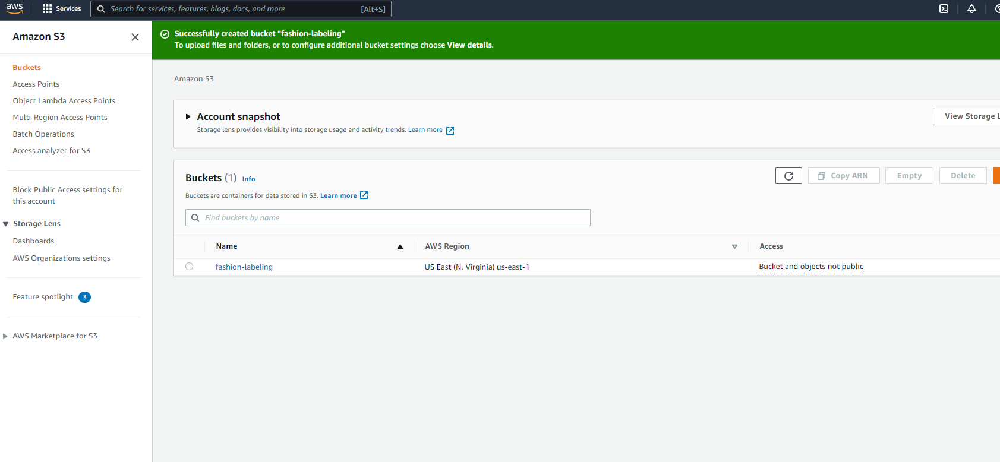 aws
Services
Search for services, features, blogs, docs, and more [Alt+S]
Amazon S3
Buckets
Access Points
Object Lambda Access Points
Multi-Region Access Points
Batch Operations
Access analyzer for S3
Block Public Access settings for
this account
Storage Lens
Dashboards
AWS Organizations settings
Feature spotlight 3
AWS Marketplace for S3
Successfully created bucket "fashion-labeling"
To upload files and folders, or to configure additional bucket settings choose View details.
Amazon S3
Account snapshot
Storage lens provides visibility into storage usage and activity trends. Learn more
View Storage L
Buckets (1) Info
Buckets are containers for data stored in S3. Learn more
Copy ARN
Empty
Delete
Find buckets by name
Name AWS Region Access
fashion-labeling US East (N. Virginia) us-east-1 Bucket and objects not public